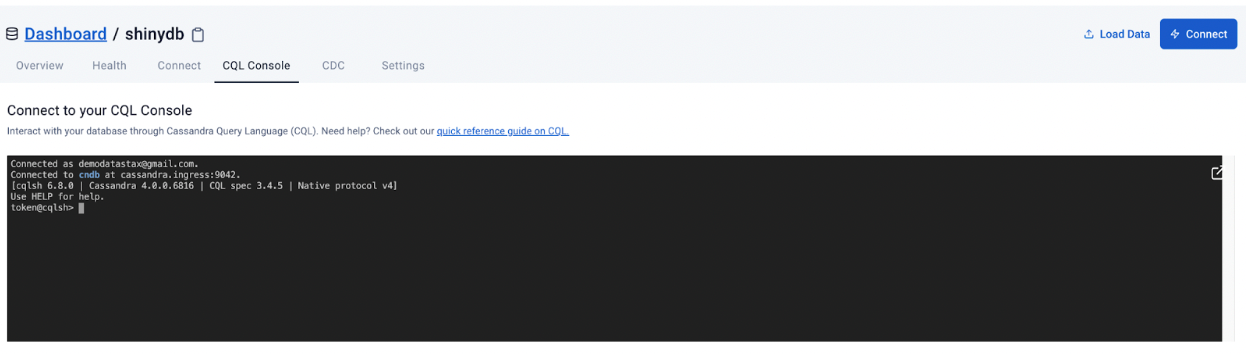 Dashboard / shinydb
Load Data
Connect
Overview Health Connect CQL Console CDC Settings
Connect to your CQL Console
Interact with your database through Cassandra Query Language (CQL). Need help? Check out our quick reference guide on CQL.
Connected as demodatastax@gmail.com.
Connected to cndb at cassandra.ingress:9042.
[cqlsh 6.8.0 | Cassandra 4.0.0.6816 | CQL spec 3.4.5 | Native protocol v4]
Use HELP for help.
token@cqlsh>